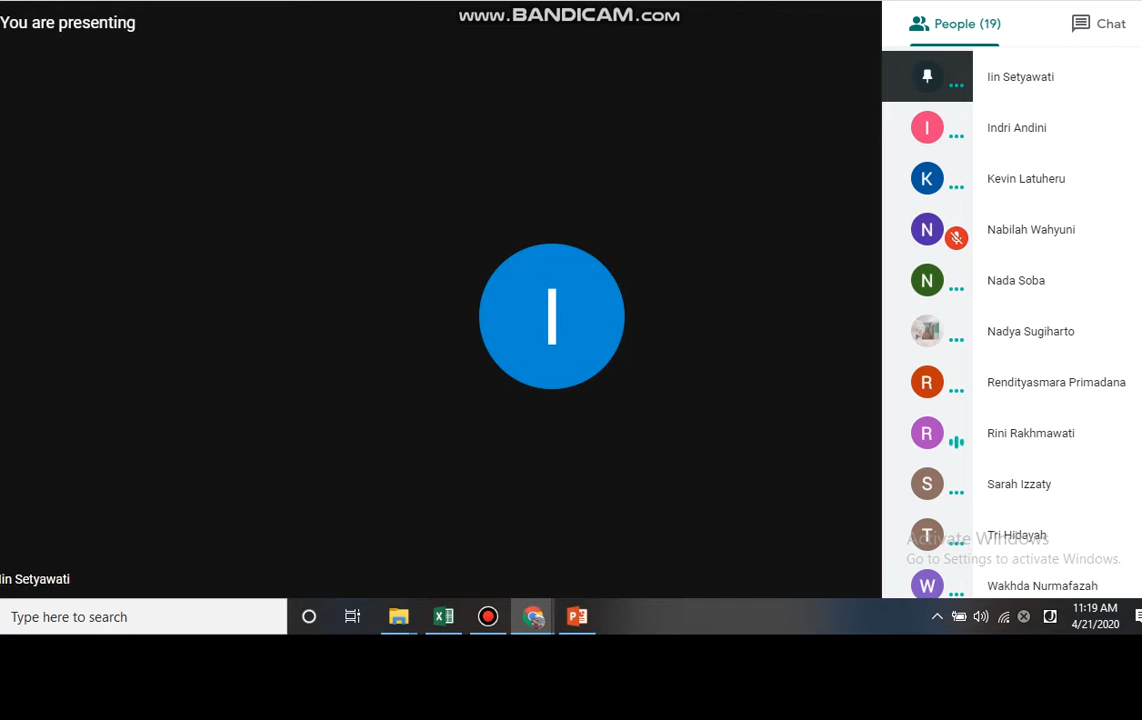 You are presenting
www.BANDICAM.com
People (19)
Chat
Iin Setyawati
I
Indri Andini
K
Kevin Latuheru
N
Nabilah Wahyuni
N
Nada Soba
Nadya Sugiharto
R
Rendityasmara Primadana
R
Rini Rakhmawati
S
Sarah Izzaty
T
Tri Hidayah
W
Wakhda Nurmafazah
I
Iin Setyawati
Activate Windows
Go to Settings to activate Windows.
Type here to search
11:19 AM
4/21/2020